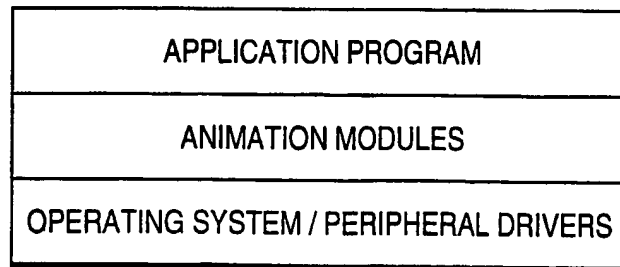 APPLICATION PROGRAM
ANIMATION MODULES
OPERATING SYSTEM / PERIPHERAL DRIVERS